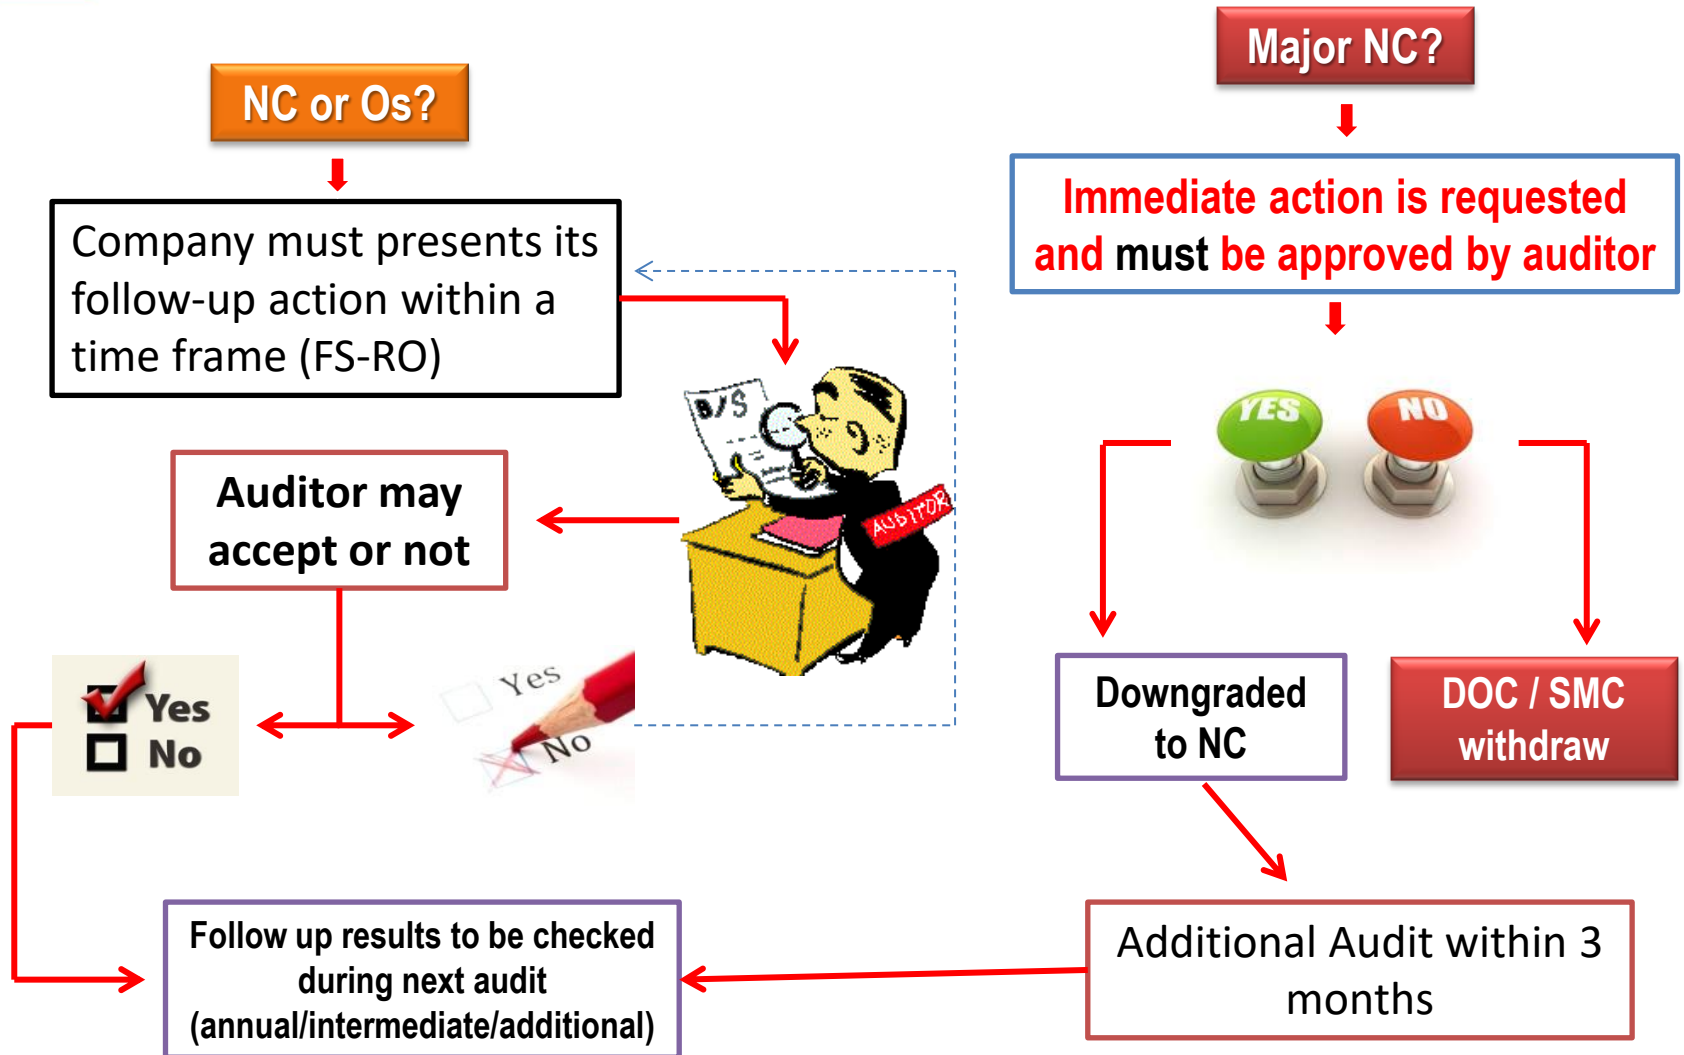 NC or Os?
Company must presents its
follow-up action within a
time frame (FS-RO)
B/S
AUDITOR
Auditor may
accept or not
Yes
No
Yes
No
Follow up results to be checked
during next audit
(annual/intermediate/additional)
Major NC?
Immediate action is requested
and must be approved by auditor
YES
NO
Downgraded
to NC
DOC / SMC
withdraw
Additional Audit within 3
months